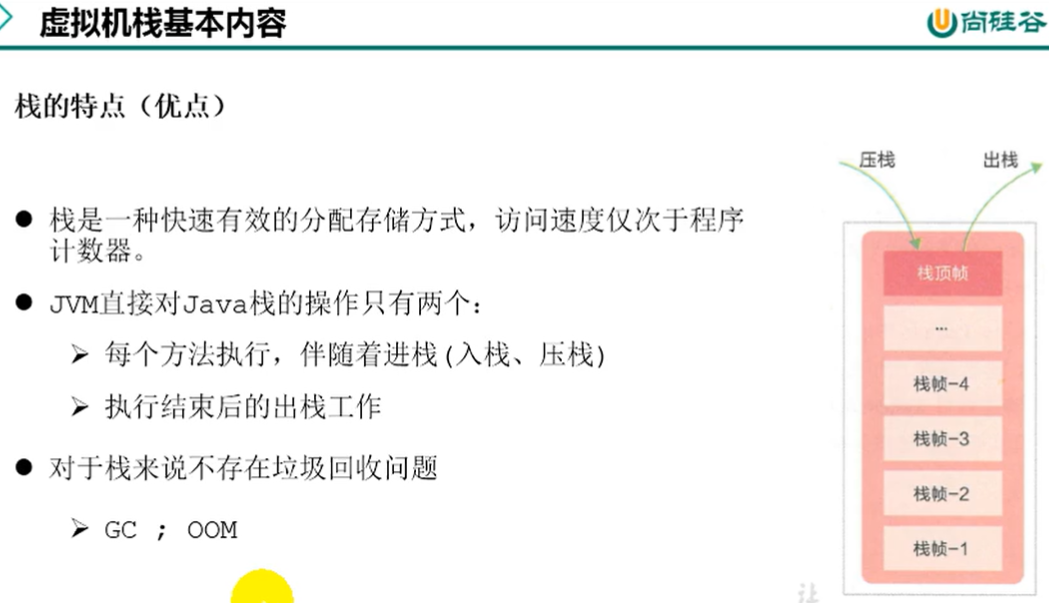 虚拟机栈基本内容
尚硅谷
栈的特点（优点）
● 栈是一种快速有效的分配存储方式，访问速度仅次于程序
计数器。
● JVM直接对Java栈的操作只有两个：
➢ 每个方法执行，伴随着进栈(入栈、压栈)
➢ 执行结束后的出栈工作
● 对于栈来说不存在垃圾回收问题
➢ GC ; OOM
压栈
出栈
栈顶帧
...
栈帧-4
栈帧-3
栈帧-2
栈帧-1
让